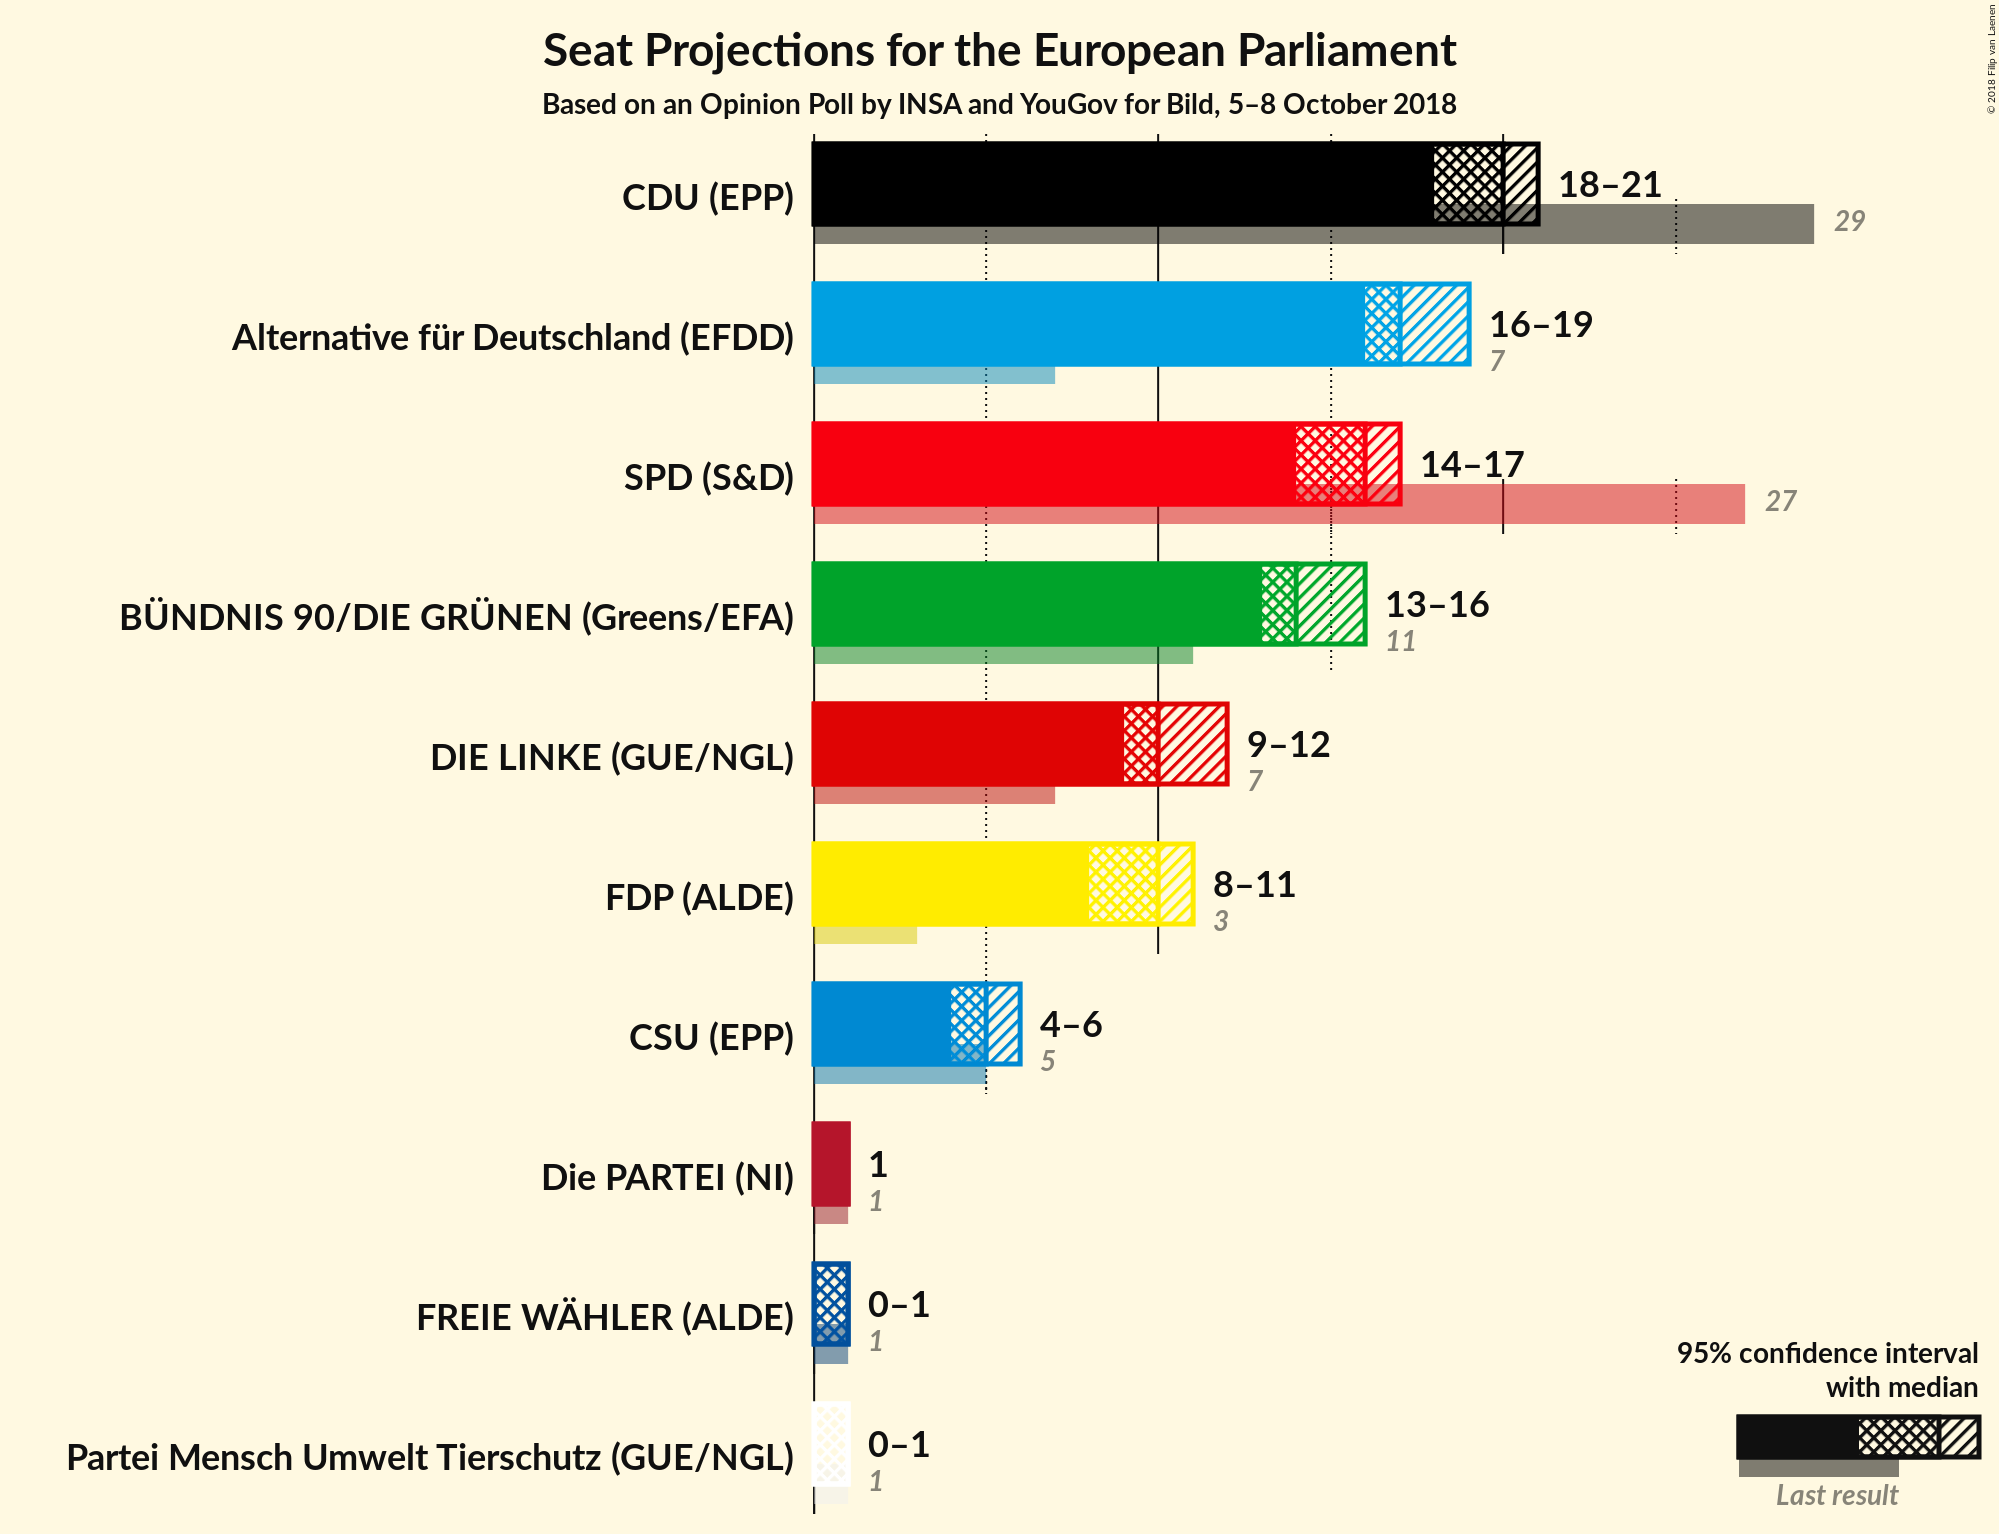 Seat Projections for the European Parliament
Based on an Opinion Poll by INSA and YouGov for Bild, 5–8 October 2018
© 2018 Filip van Laenen
CDU (EPP)
18–21
29
Alternative für Deutschland (EFDD)
16–19
7
SPD (S&D)
14–17
27
BÜNDNIS 90/DIE GRÜNEN (Greens/EFA)
13–16
11
DIE LINKE (GUE/NGL)
9–12
7
FDP (ALDE)
8–11
3
CSU (EPP)
4–6
5
Die PARTEI (NI)
1
1
FREIE WÄHLER (ALDE)
0–1
1
Partei Mensch Umwelt Tierschutz (GUE/NGL)
0–1
1
95% confidence interval
with median
Last result